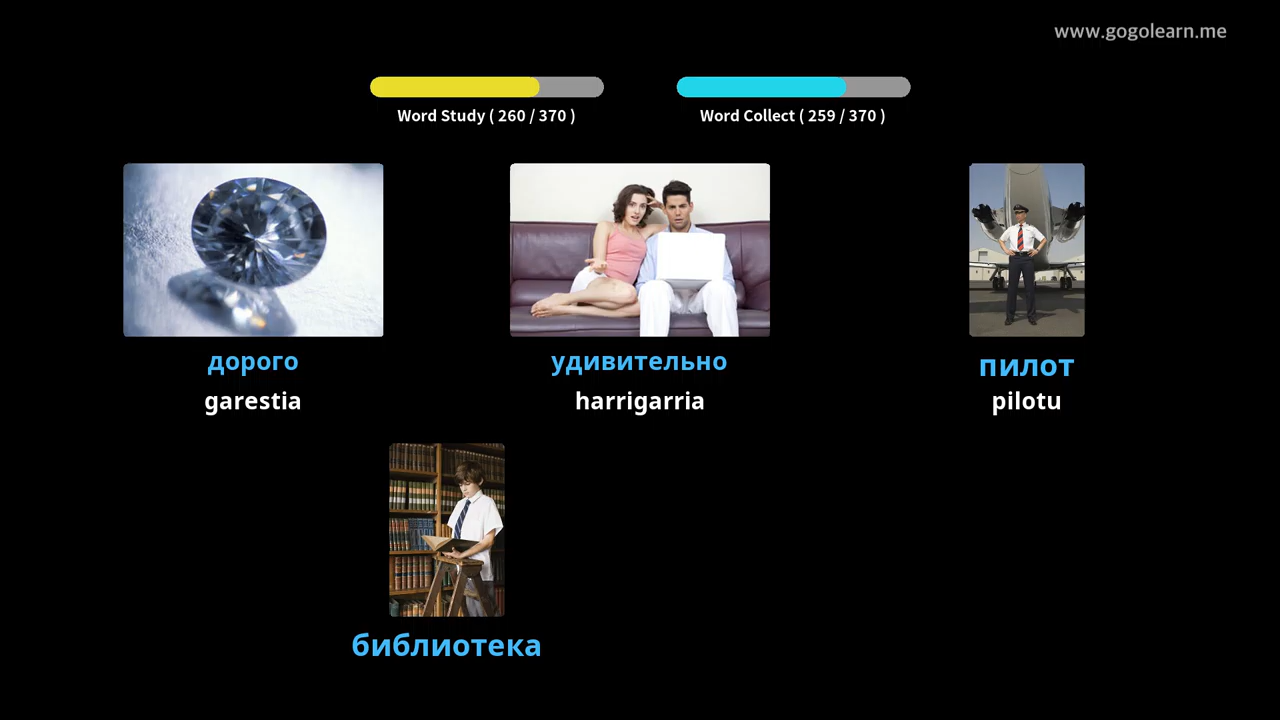 www.gogolearn.me
Word Study ( 260 / 370 )
Word Collect ( 259 / 370 )
дорого
удивительно
пилот
garestia
harrigarria
pilotu
библиотека